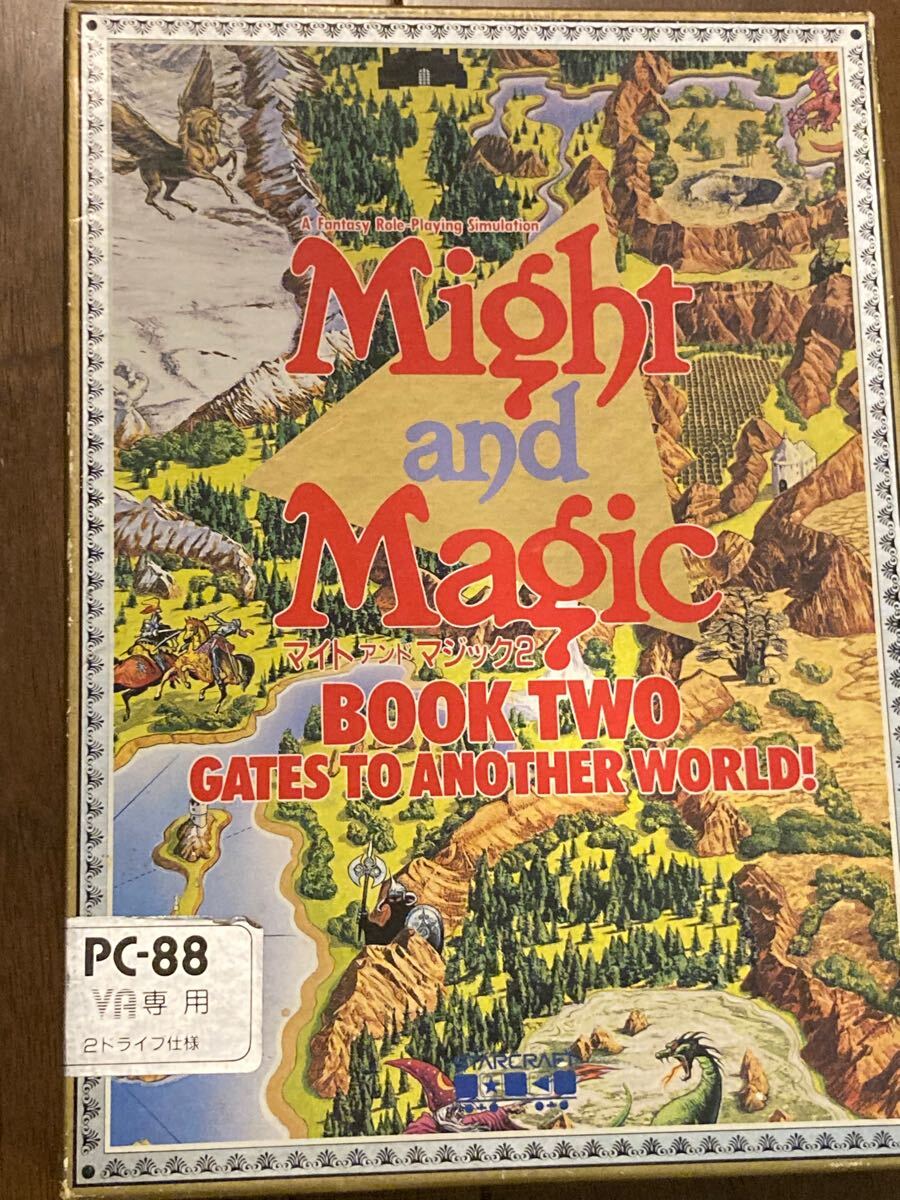 A Fantasy Role-Playing Simulation
Might
and
Magic
マイト アンド マジック2
BOOK TWO
GATES TO ANOTHER WORLD!
PC-88
VA専用
2ドライブ仕様
STARCRAFT